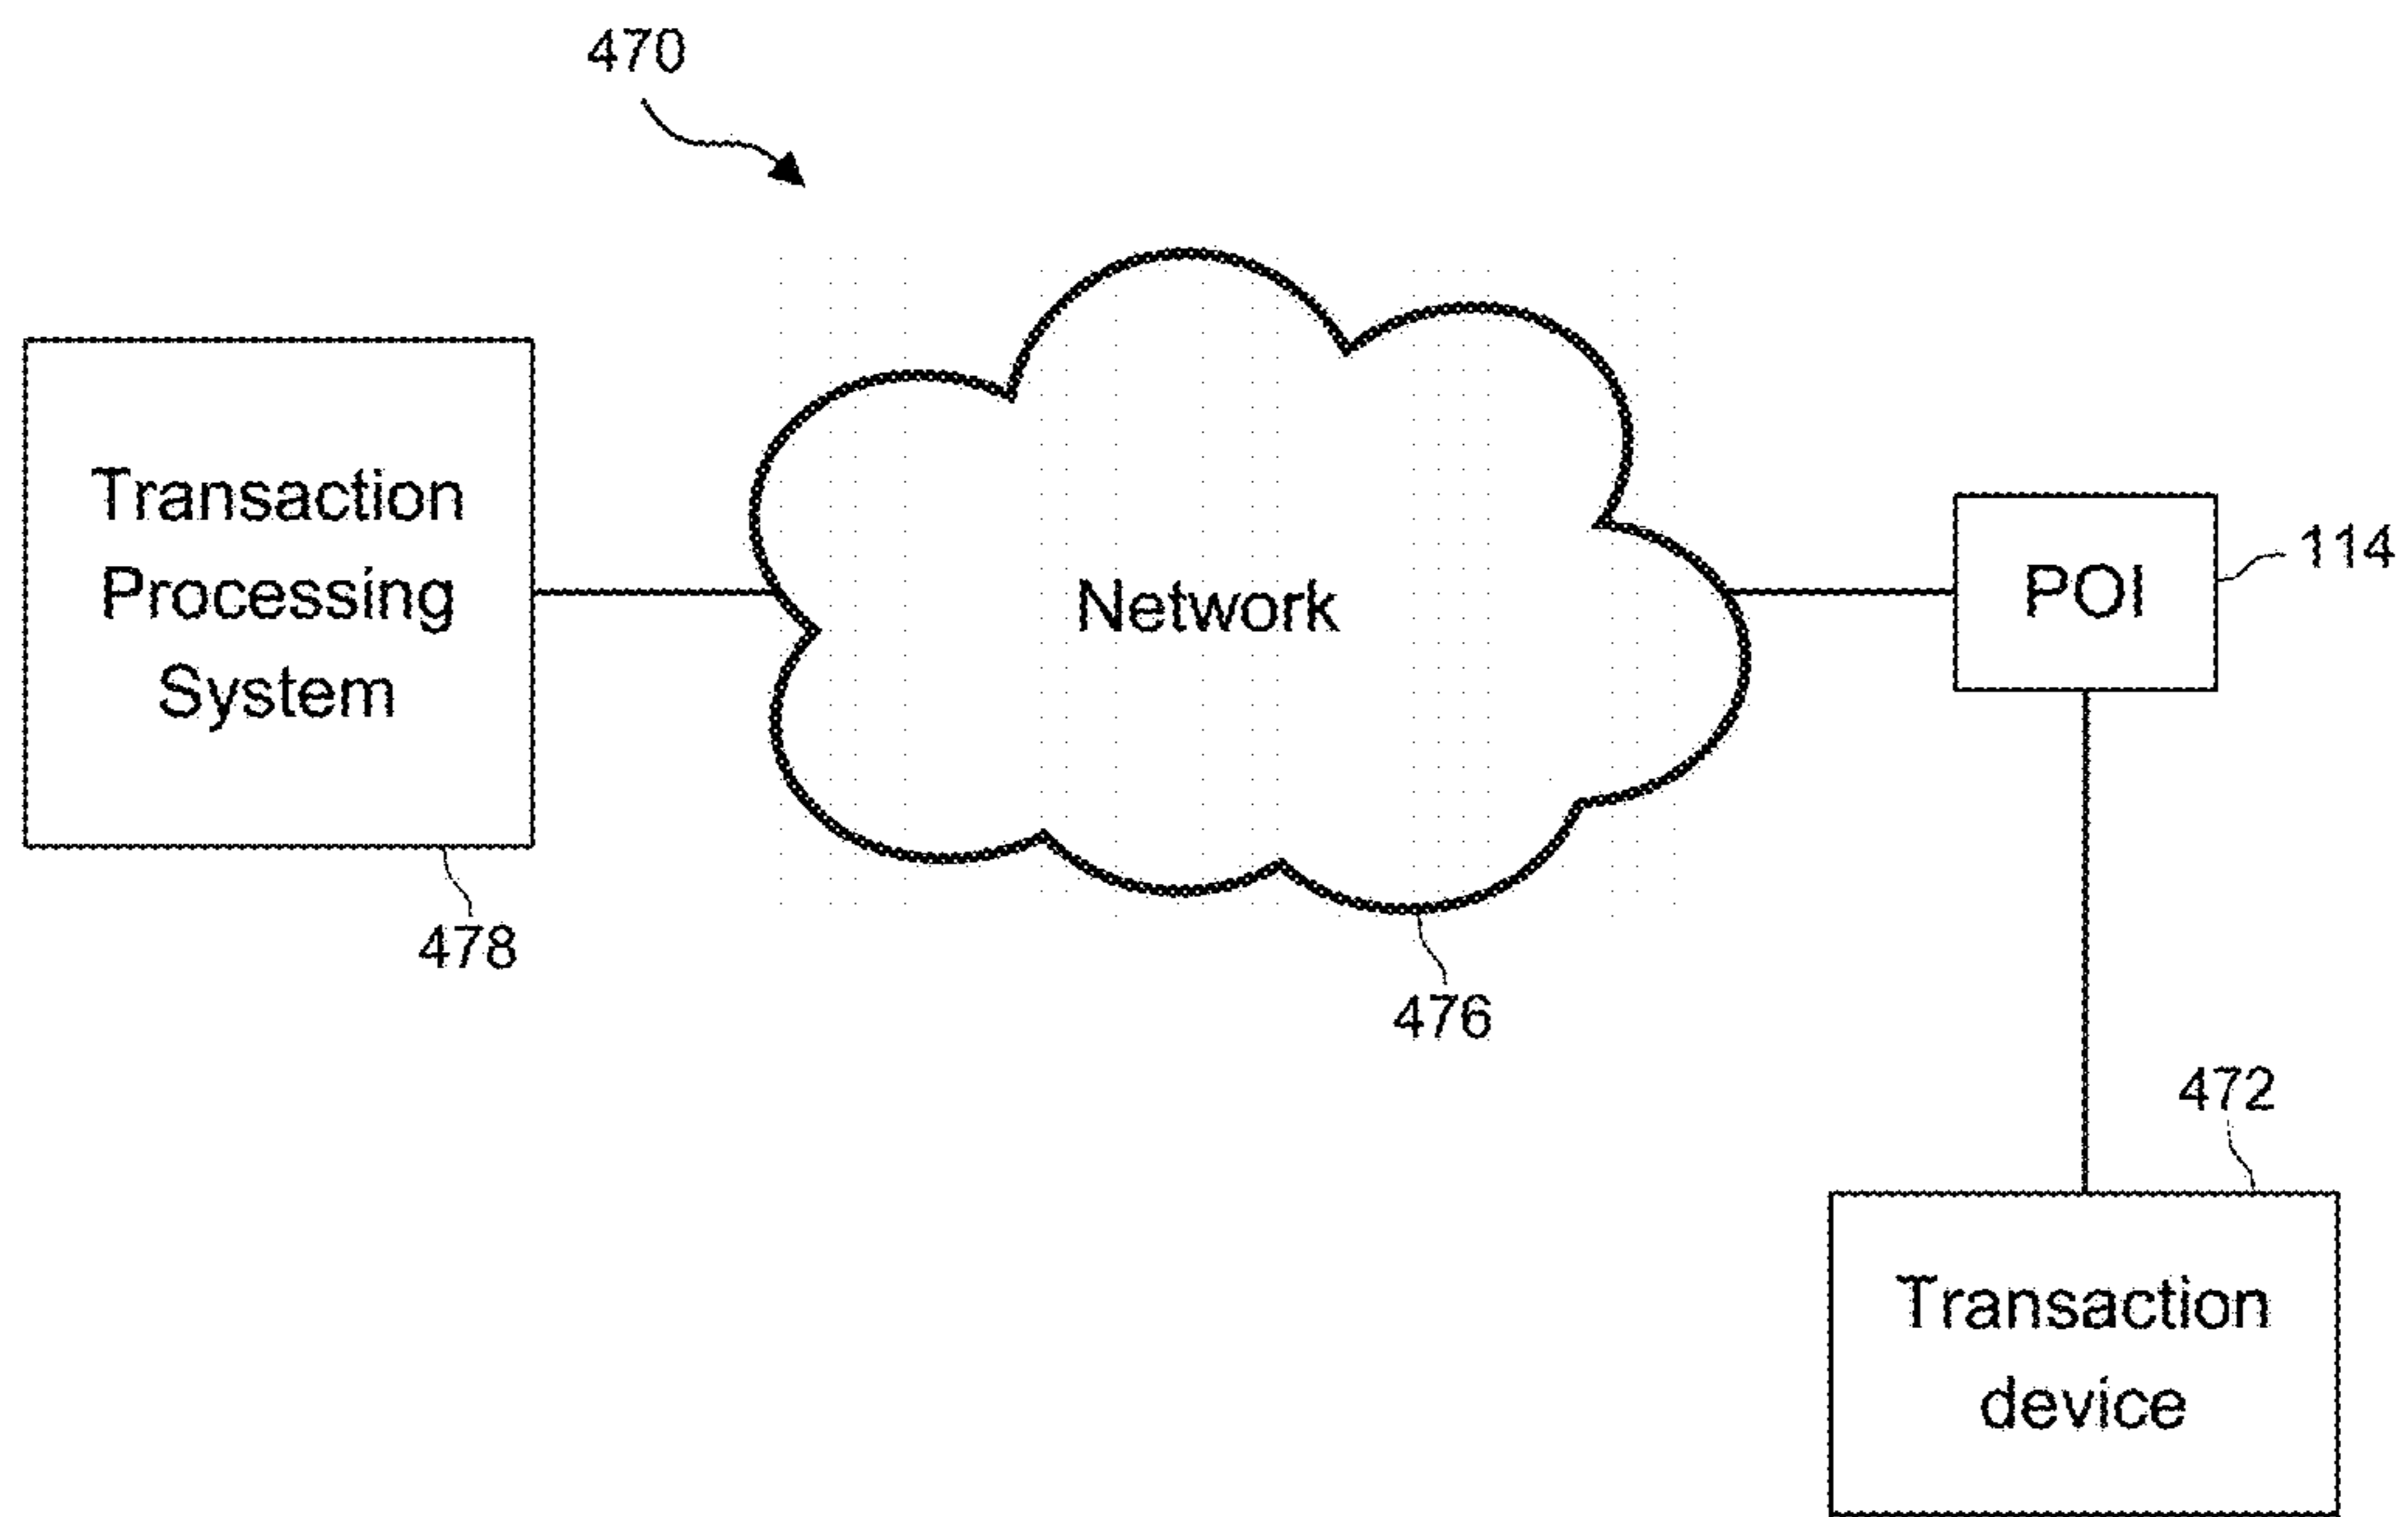 470
Transaction
Processing
System
478
Network
476
POI
114
472
Transaction
device